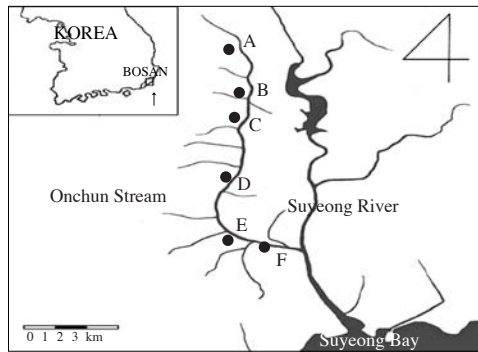 KOREA
BOSAN
A
B
C
D
Onchun Stream
Suyeong River
E
F
0 1 2 3 km
Suyeong Bay